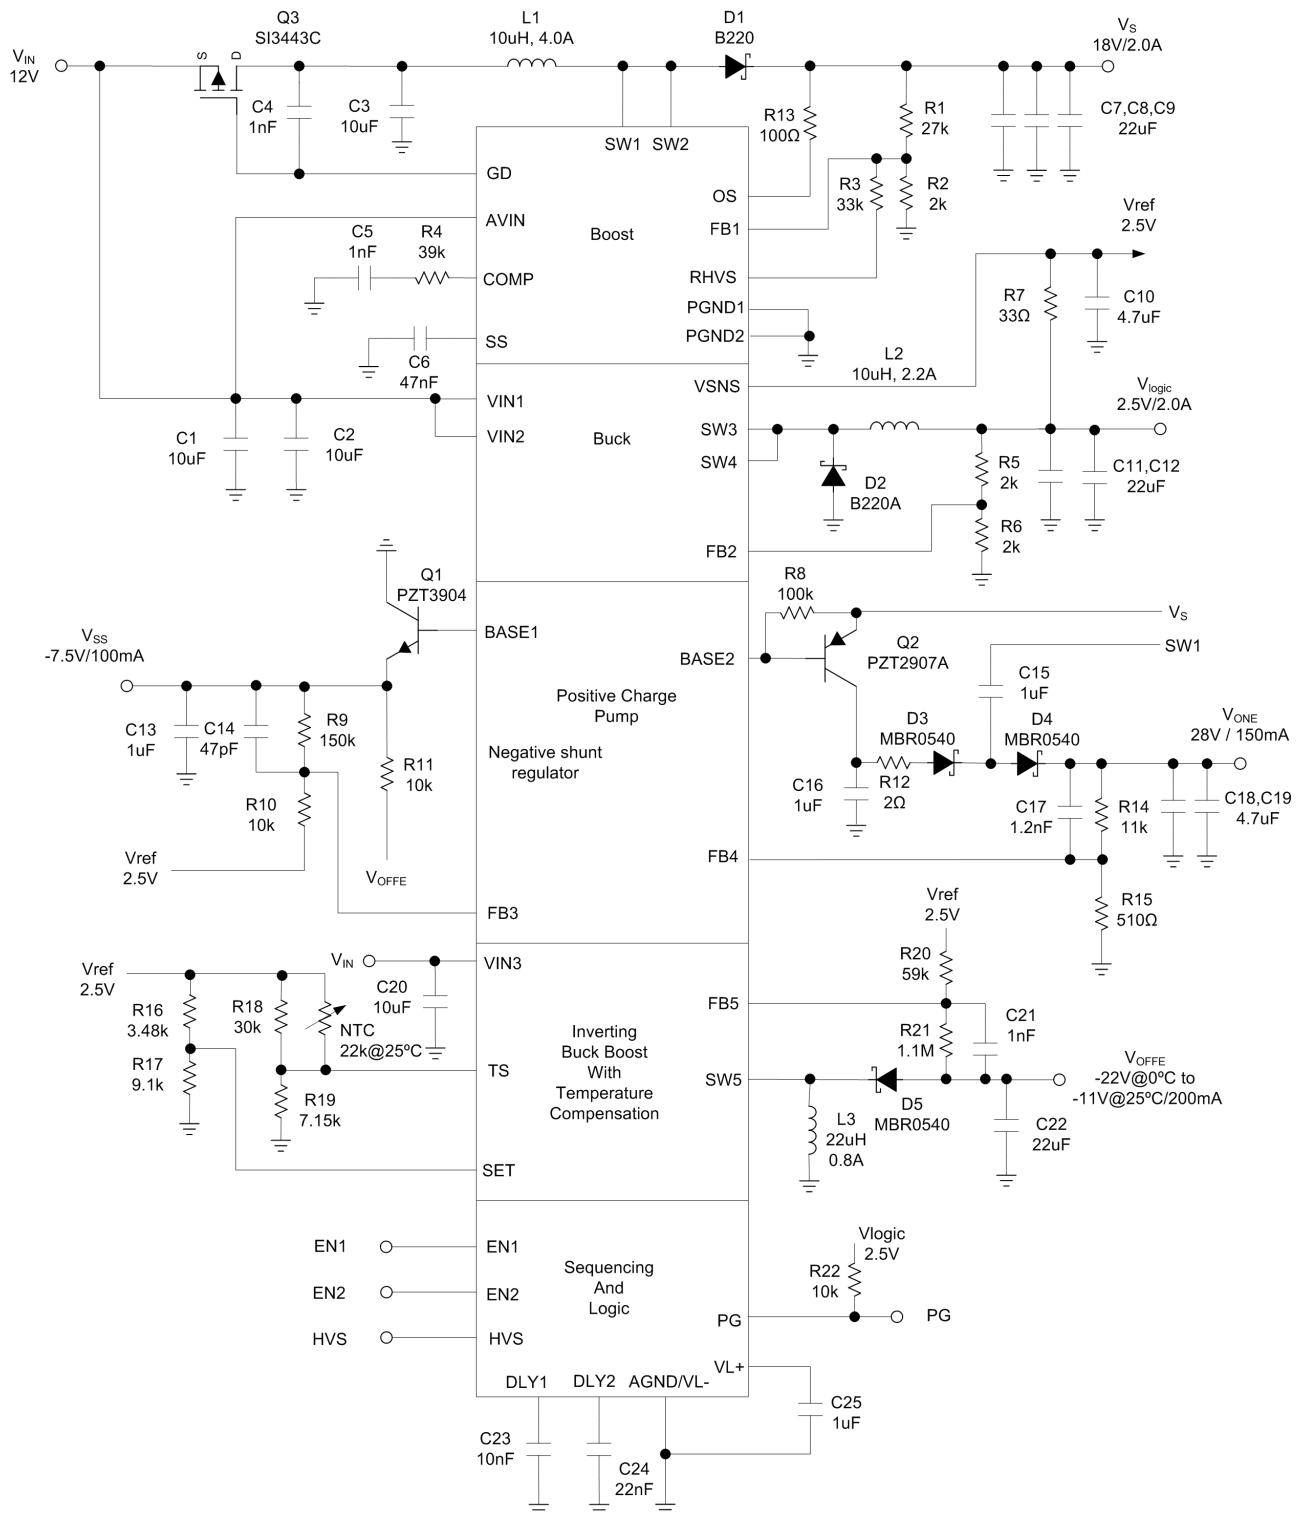 Q3
SI3443C
L1
10uH, 4.0A
D1
B220
VS
18V/2.0A
VIN
12V
S
D
C4
1nF
C3
10uF
R13
100Ω
R1
27k
C7,C8,C9
22uF
SW1
SW2
GD
OS
R3
33k
R2
2k
AVIN
FB1
Boost
Vref
2.5V
C5
1nF
R4
39k
COMP
RHVS
PGND1
PGND2
R7
33Ω
C10
4.7uF
SS
C6
47nF
L2
10uH, 2.2A
VSNS
Vlogic
2.5V/2.0A
VIN1
VIN2
Buck
SW3
SW4
C1
10uF
C2
10uF
D2
B220A
R5
2k
C11,C12
22uF
R6
2k
FB2
Q1
PZT3904
BASE1
R8
100k
VS
SW1
Q2
PZT2907A
BASE2
VSS
-7.5V/100mA
Positive Charge
Pump
Negative shunt
regulator
C15
1uF
C13
1uF
C14
47pF
R9
150k
R11
10k
D3
MBR0540
D4
MBR0540
VONE
28V / 150mA
C16
1uF
R12
2Ω
R10
10k
C17
1.2nF
R14
11k
C18,C19
4.7uF
Vref
2.5V
VOFFE
FB4
FB3
Vref
2.5V
R15
510Ω
VIN
VIN3
R20
59k
Vref
2.5V
C20
10uF
FB5
R16
3.48k
R18
30k
NTC
22k@25ºC
Inverting
Buck Boost
With
Temperature
Compensation
R21
1.1M
C21
1nF
R17
9.1k
TS
SW5
VOFFE
-22V@0ºC to
-11V@25ºC/200mA
R19
7.15k
D5
MBR0540
L3
22uH
0.8A
C22
22uF
SET
EN1
EN1
EN2
EN2
HVS
HVS
Sequencing
And
Logic
Vlogic
2.5V
R22
10k
PG
PG
VL+
DLY1
DLY2
AGND/VL-
C25
1uF
C23
10nF
C24
22nF